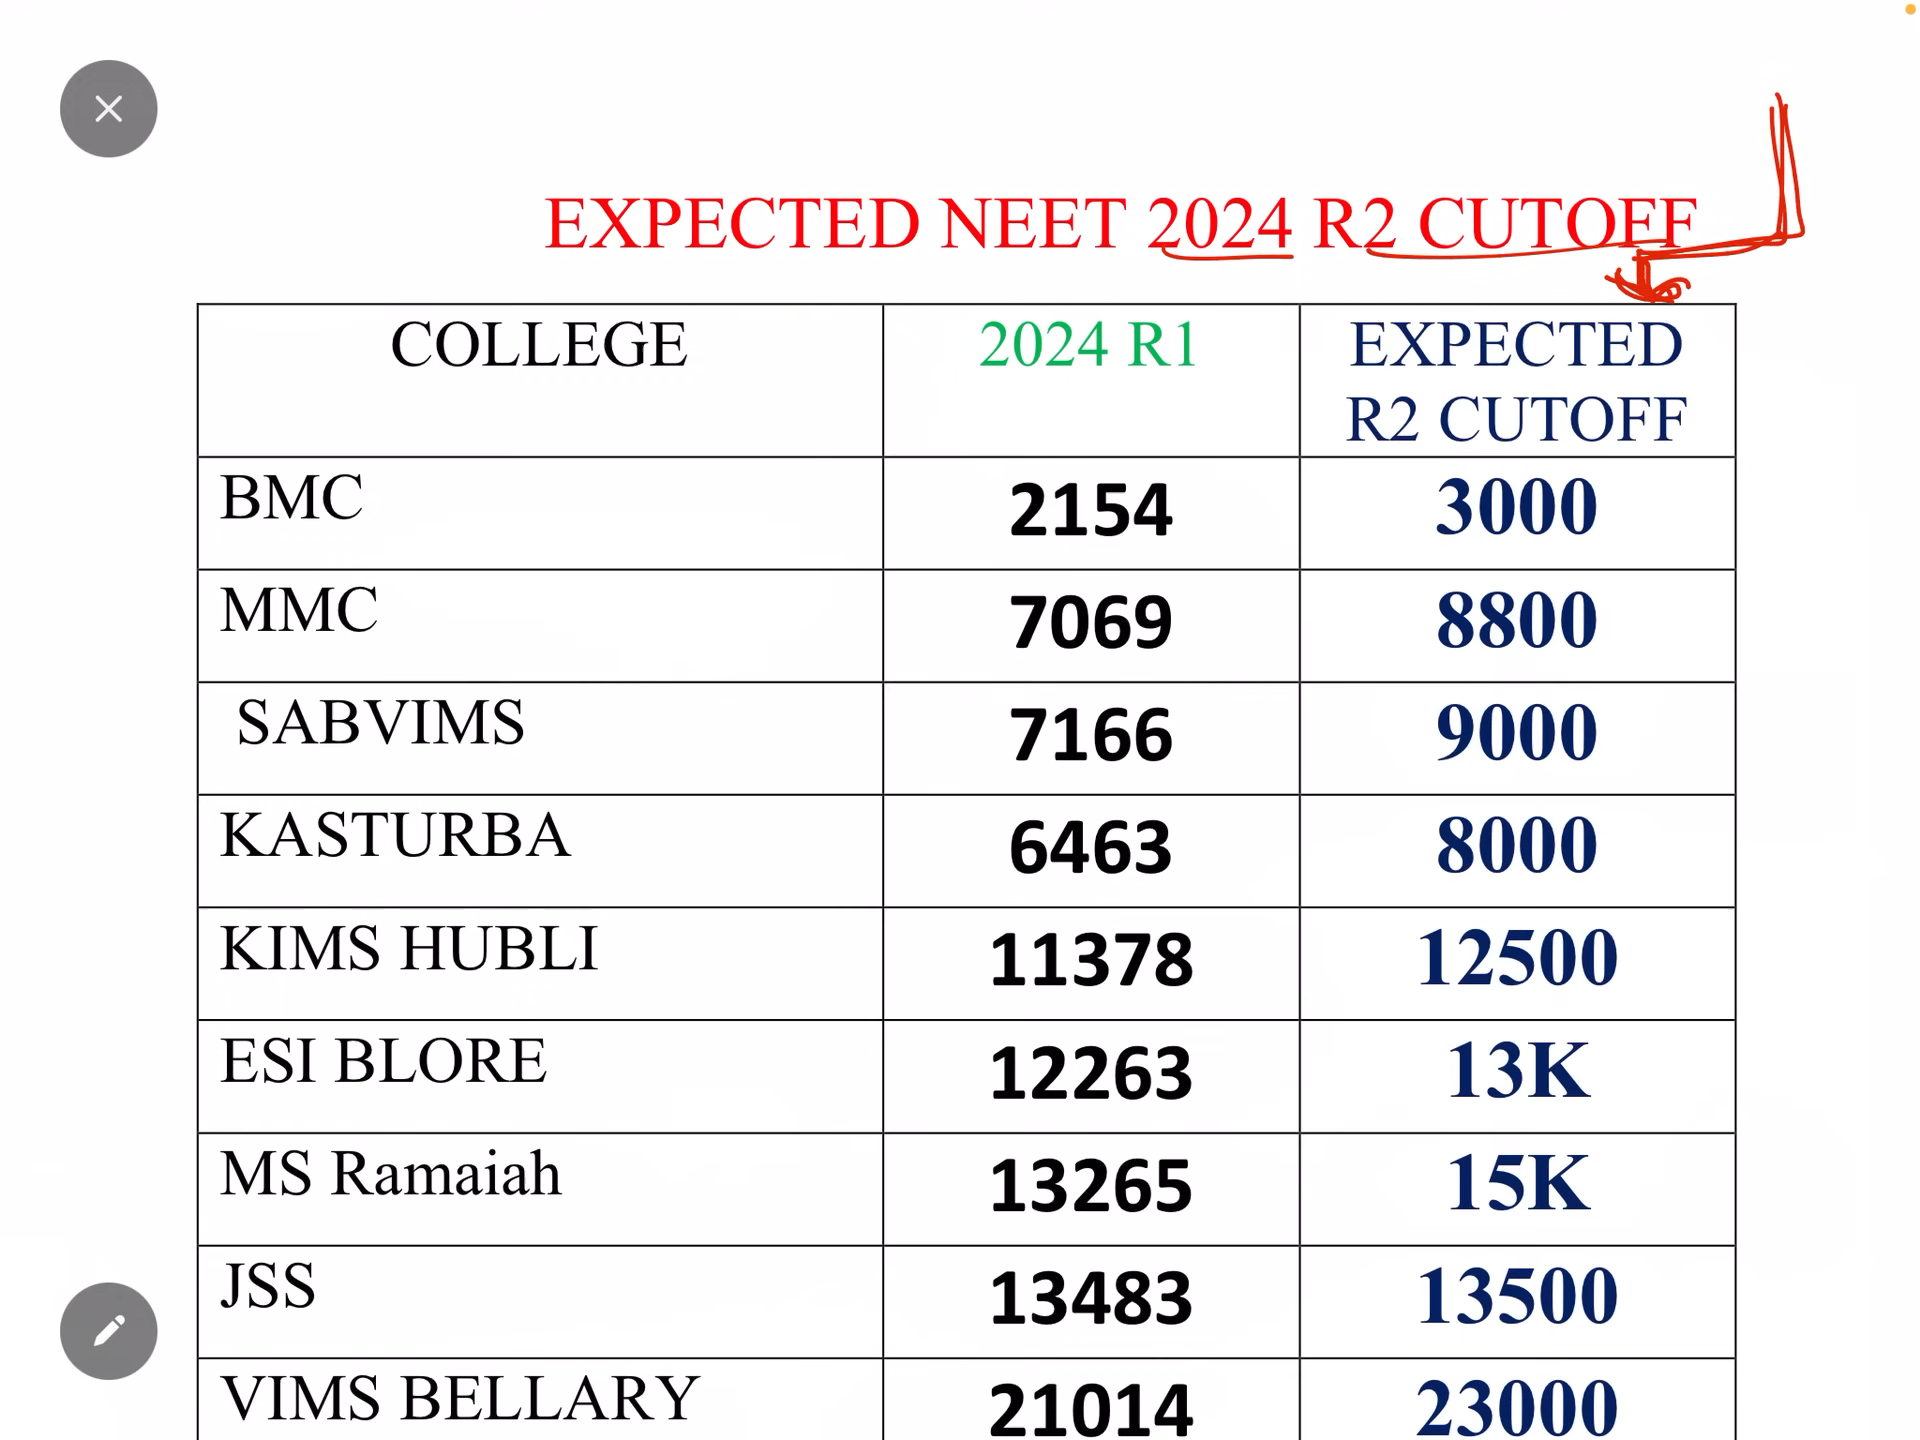 EXPECTED NEET 2024 R2 CUTOFF
COLLEGE 2024 R1 EXPECTED
R2 CUTOFF
BMC 2154 3000
MMC 7069 8800
SABVIMS 7166 9000
KASTURBA 6463 8000
KIMS HUBLI 11378 12500
ESI BLORE 12263 13K
MS Ramaiah 13265 15K
JSS 13483 13500
VIMS BELLARY 21014 23000